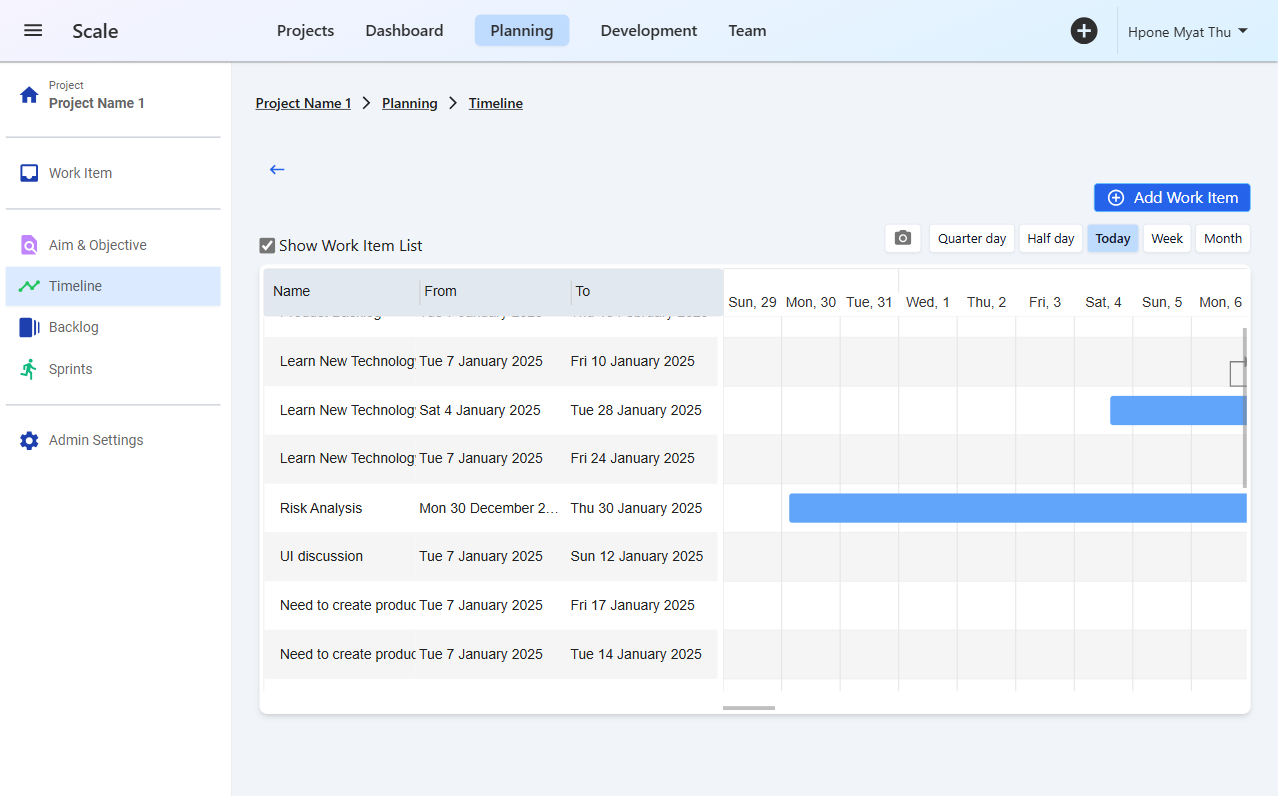 Scale
Projects Dashboard Planning Development Team
Hpone Myat Thu
Project
Project Name 1
Work Item
Aim & Objective
Timeline
Backlog
Sprints
Admin Settings
Project Name 1 Planning Timeline
Add Work Item
Show Work Item List
Quarter day Half day Today Week Month
Name From To
Sun, 29 Mon, 30 Tue, 31 Wed, 1 Thu, 2 Fri, 3 Sat, 4 Sun, 5 Mon, 6
Learn New Technolog Tue 7 January 2025 Fri 10 January 2025
Learn New Technolog Sat 4 January 2025 Tue 28 January 2025
Learn New Technolog Tue 7 January 2025 Fri 24 January 2025
Risk Analysis Mon 30 December 2... Thu 30 January 2025
UI discussion Tue 7 January 2025 Sun 12 January 2025
Need to create produc Tue 7 January 2025 Fri 17 January 2025
Need to create produc Tue 7 January 2025 Tue 14 January 2025